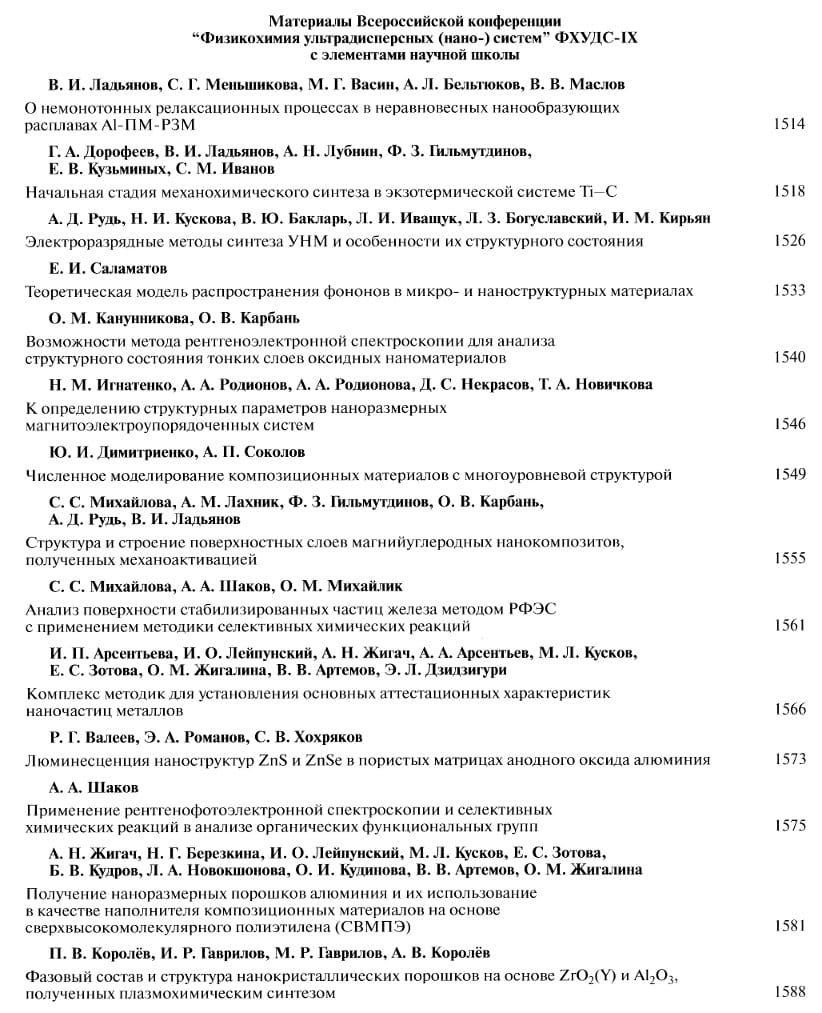 Материалы Всероссийской конференции
“Физикохимия ультрадисперсных (нано-) систем” ФХУДС-IX
с элементами научной школы
В. И. Ладьянов, С. Г. Меньшикова, М. Г. Васин, А. Л. Бельтюков, В. В. Маслов
О немонотонных релаксационных процессах в неравновесных нанообразующих
расплавах Al-ПМ-РЗМ 1514
Г. А. Дорофеев, В. И. Ладьянов, А. Н. Лубнин, Ф. З. Гильмутдинов,
Е. В. Кузьминых, С. М. Иванов
Начальная стадия механохимического синтеза в экзотермической системе Ti—C 1518
А. Д. Рудь, Н. И. Кускова, В. Ю. Бакларь, Л. И. Иващук, Л. З. Богуславский, И. М. Кирьян
Электроразрядные методы синтеза УНМ и особенности их структурного состояния 1526
Е. И. Саламатов
Теоретическая модель распространения фононов в микро- и наноструктурных материалах 1533
О. М. Канунникова, О. В. Карбань
Возможности метода рентгеноэлектронной спектроскопии для анализа
структурного состояния тонких слоев оксидных наноматериалов 1540
Н. М. Игнатенко, А. А. Родионов, А. А. Родионова, Д. С. Некрасов, Т. А. Новичкова
К определению структурных параметров наноразмерных
магнитоэлектроупорядоченных систем 1546
Ю. И. Димитриенко, А. П. Соколов
Численное моделирование композиционных материалов с многоуровневой структурой 1549
С. С. Михайлова, А. М. Лахник, Ф. З. Гильмутдинов, О. В. Карбань,
А. Д. Рудь, В. И. Ладьянов
Структура и строение поверхностных слоев магнийуглеродных нанокомпозитов,
полученных механоактивацией 1555
С. С. Михайлова, А. А. Шаков, О. М. Михайлик
Анализ поверхности стабилизированных частиц железа методом РФЭС
с применением методики селективных химических реакций 1561
И. П. Арсентьева, И. О. Лейпунский, А. Н. Жигач, А. А. Арсентьев, М. Л. Кусков,
Е. С. Зотова, О. М. Жигалина, В. В. Артемов, Э. Л. Дзидзигури
Комплекс методик для установления основных аттестационных характеристик
наночастиц металлов 1566
Р. Г. Валеев, Э. А. Романов, С. В. Хохряков
Люминесценция наноструктур ZnS и ZnSe в пористых матрицах анодного оксида алюминия 1573
А. А. Шаков
Применение рентгенофотоэлектронной спектроскопии и селективных
химических реакций в анализе органических функциональных групп 1575
А. Н. Жигач, Н. Г. Березкина, И. О. Лейпунский, М. Л. Кусков, Е. С. Зотова,
Б. В. Кудров, Л. А. Новокшонова, О. И. Кудинова, В. В. Артемов, О. М. Жигалина
Получение наноразмерных порошков алюминия и их использование
в качестве наполнителя композиционных материалов на основе
сверхвысокомолекулярного полиэтилена (СВМПЭ) 1581
П. В. Королёв, И. Р. Гаврилов, М. Р. Гаврилов, А. В. Королёв
Фазовый состав и структура нанокристаллических порошков на основе ZrO₂(Y) и Al₂O₃,
полученных плазмохимическим синтезом 1588